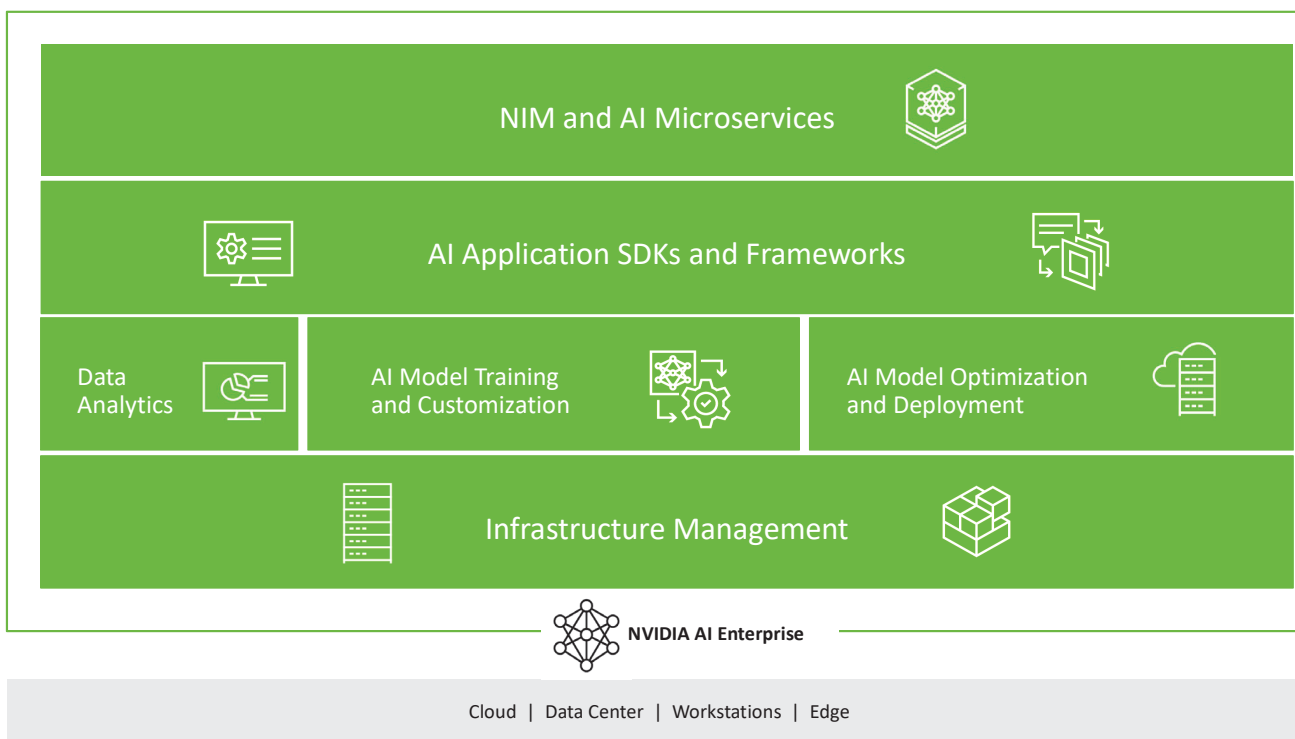 NIM and AI Microservices
AI Application SDKs and Frameworks
Data
Analytics
AI Model Training
and Customization
AI Model Optimization
and Deployment
Infrastructure Management
NVIDIA AI Enterprise
Cloud | Data Center | Workstations | Edge